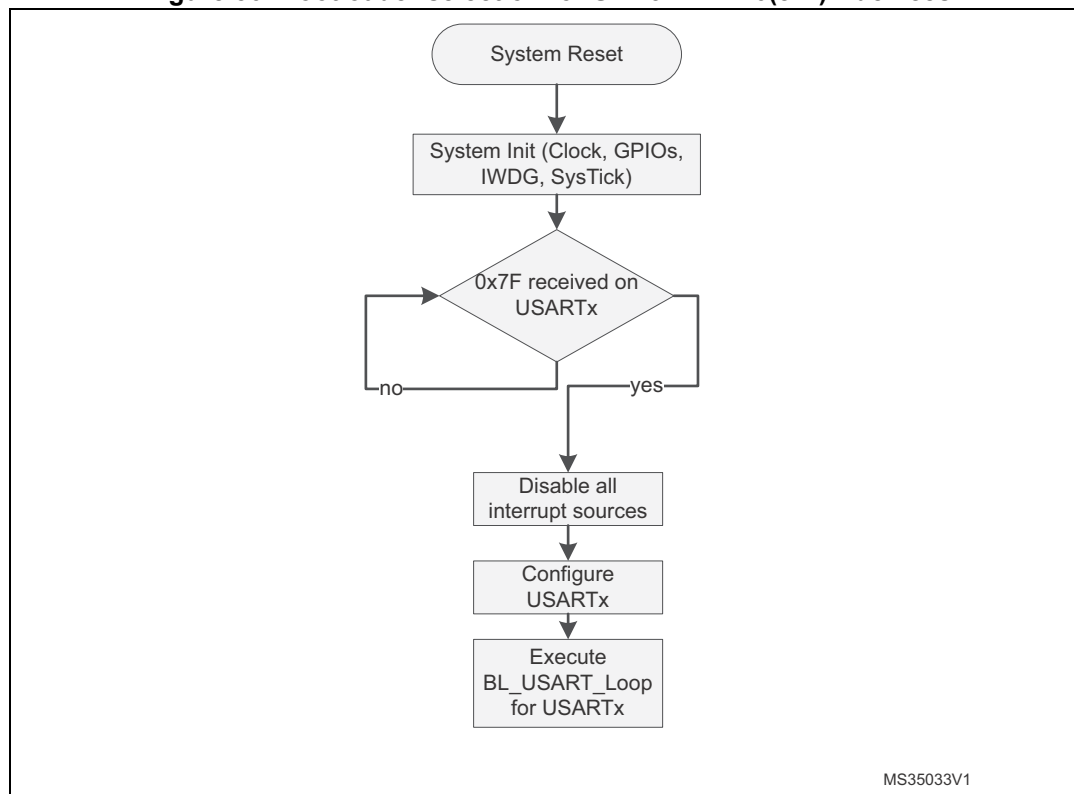 System Reset
System Init (Clock, GPIOs,
IWDG, SysTick)
0x7F received on
USARTx
no
yes
Disable all
interrupt sources
Configure
USARTx
Execute
BL_USART_Loop
for USARTx
MS35033V1